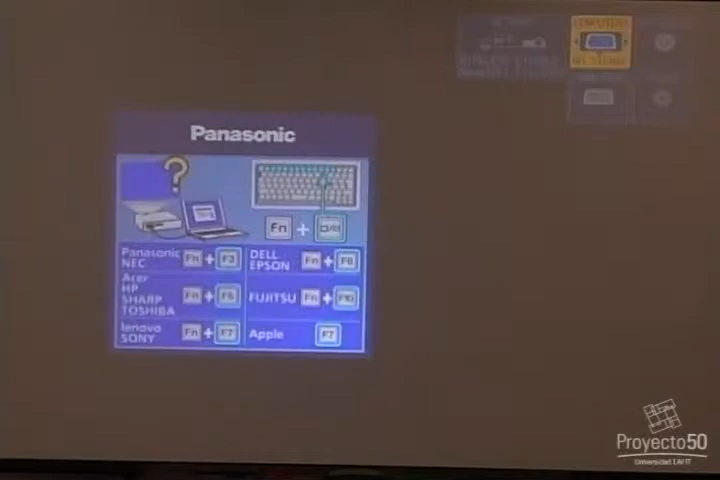 COMPUTER
Panasonic
?
Fn + 
Panasonic
NEC
Fn + F3
DELL
EPSON
Fn + F8
Acer
HP
SHARP
TOSHIBA
Fn + F5
FUJITSU
Fn + F10
lenovo
SONY
Fn + F7
Apple
F7
Proyecto50
Universidad EAFIT